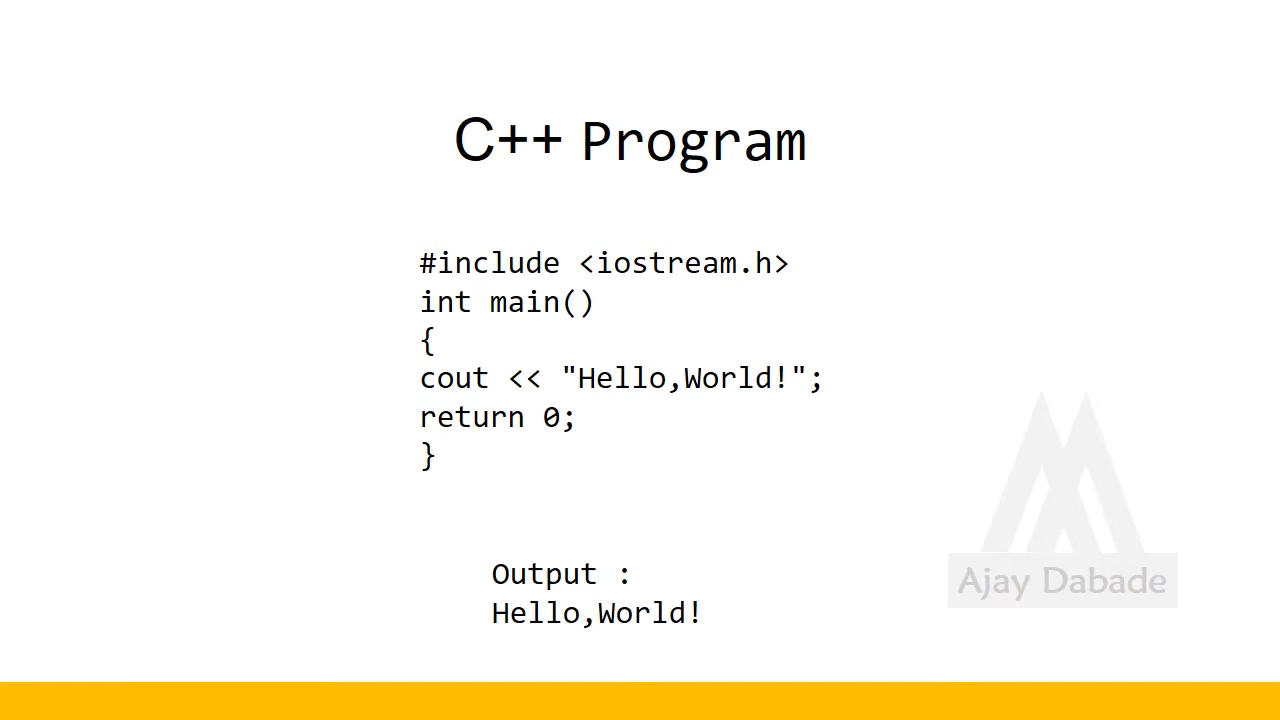 C++ Program
#include <iostream.h>
int main()
{
cout << "Hello,World!";
return 0;
}
Output :
Hello,World!
Ajay Dabade